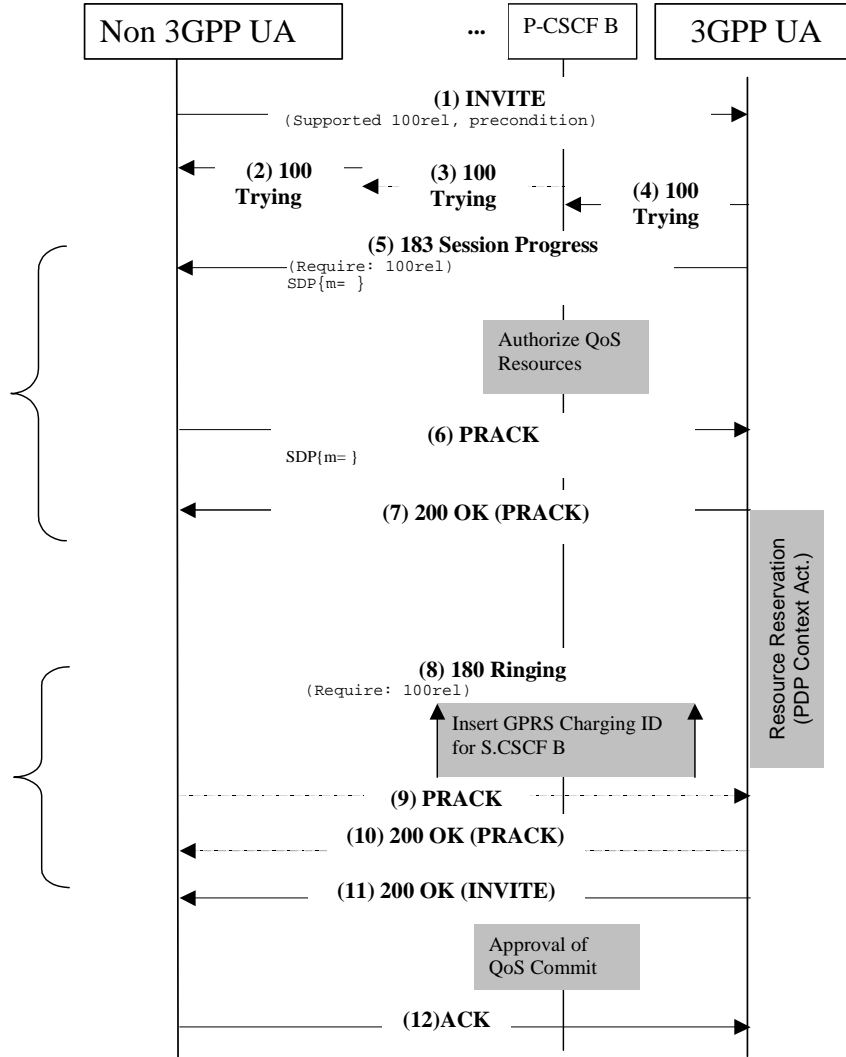 Non 3GPP UA
...
P-CSCF B
3GPP UA
(1) INVITE
(Supported 100rel, precondition)
(2) 100
Trying
(3) 100
Trying
(4) 100
Trying
(5) 183 Session Progress
(Require: 100rel)
SDP{m= }
Authorize QoS
Resources
(6) PRACK
SDP{m= }
(7) 200 OK (PRACK)
Resource Reservation
(PDP Context Act.)
(8) 180 Ringing
(Require: 100rel)
Insert GPRS Charging ID
for S.CSCF B
(9) PRACK
(10) 200 OK (PRACK)
(11) 200 OK (INVITE)
Approval of
QoS Commit
(12)ACK